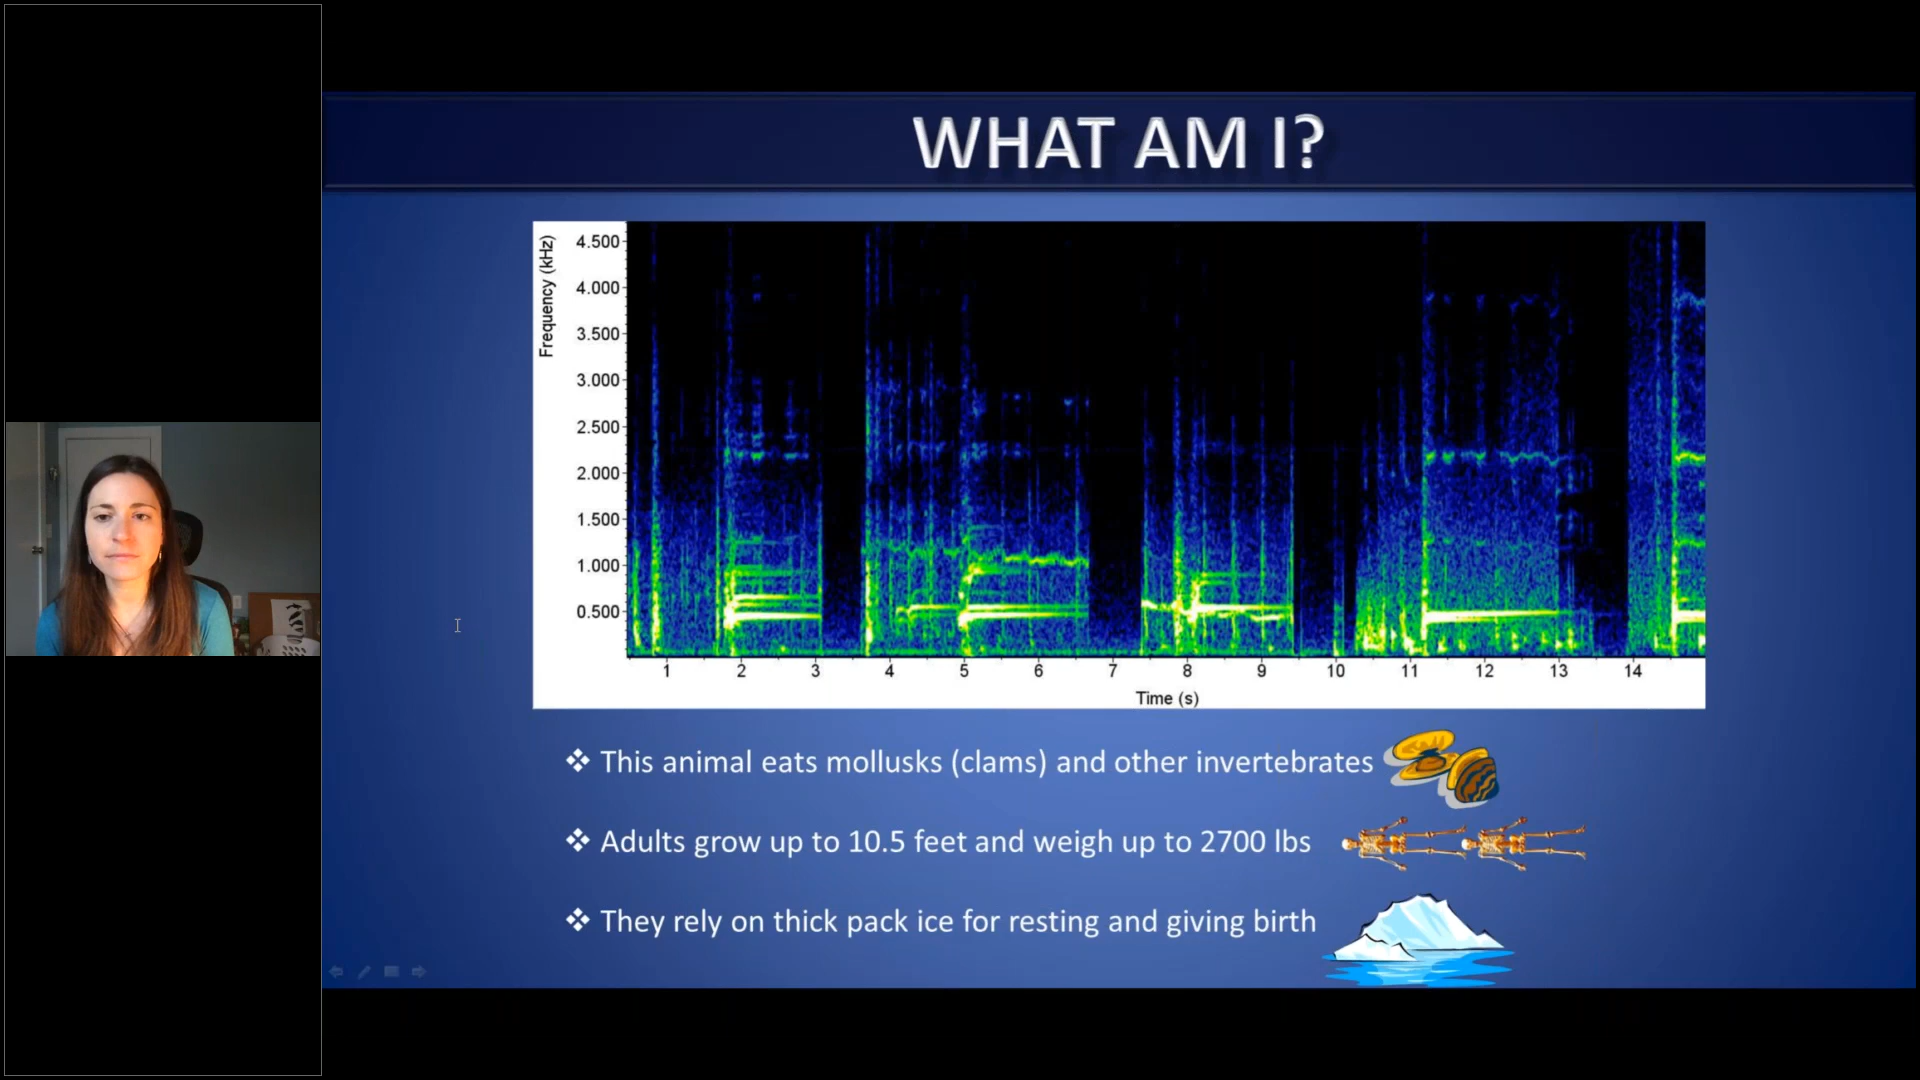 WHAT AM I?
Frequency (kHz)
4.500
4.000
3.500
3.000
2.500
2.000
1.500
1.000
0.500
1 2 3 4 5 6 7 8 9 10 11 12 13 14
Time (s)
❖ This animal eats mollusks (clams) and other invertebrates
❖ Adults grow up to 10.5 feet and weigh up to 2700 lbs
❖ They rely on thick pack ice for resting and giving birth